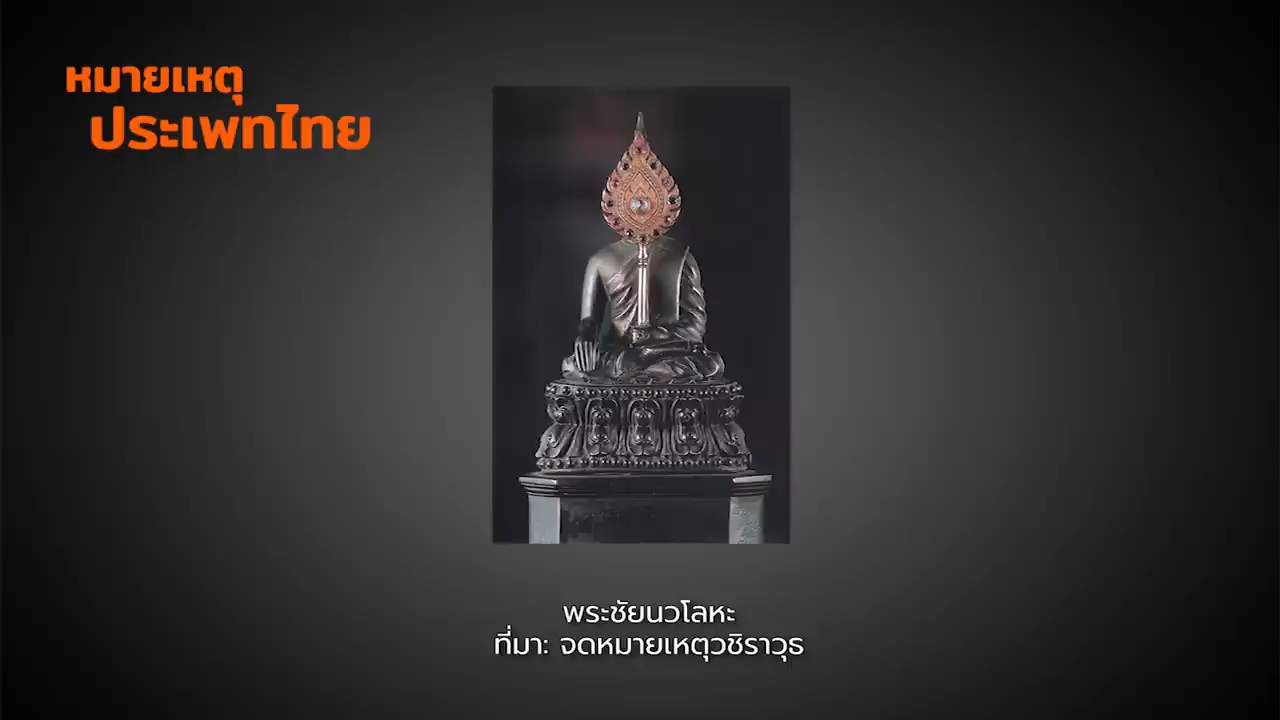 หมายเหตุ
ประเพทไทย
พระชัยนวโลหะ
ที่มา: จดหมายเหตุวชิราวุธ